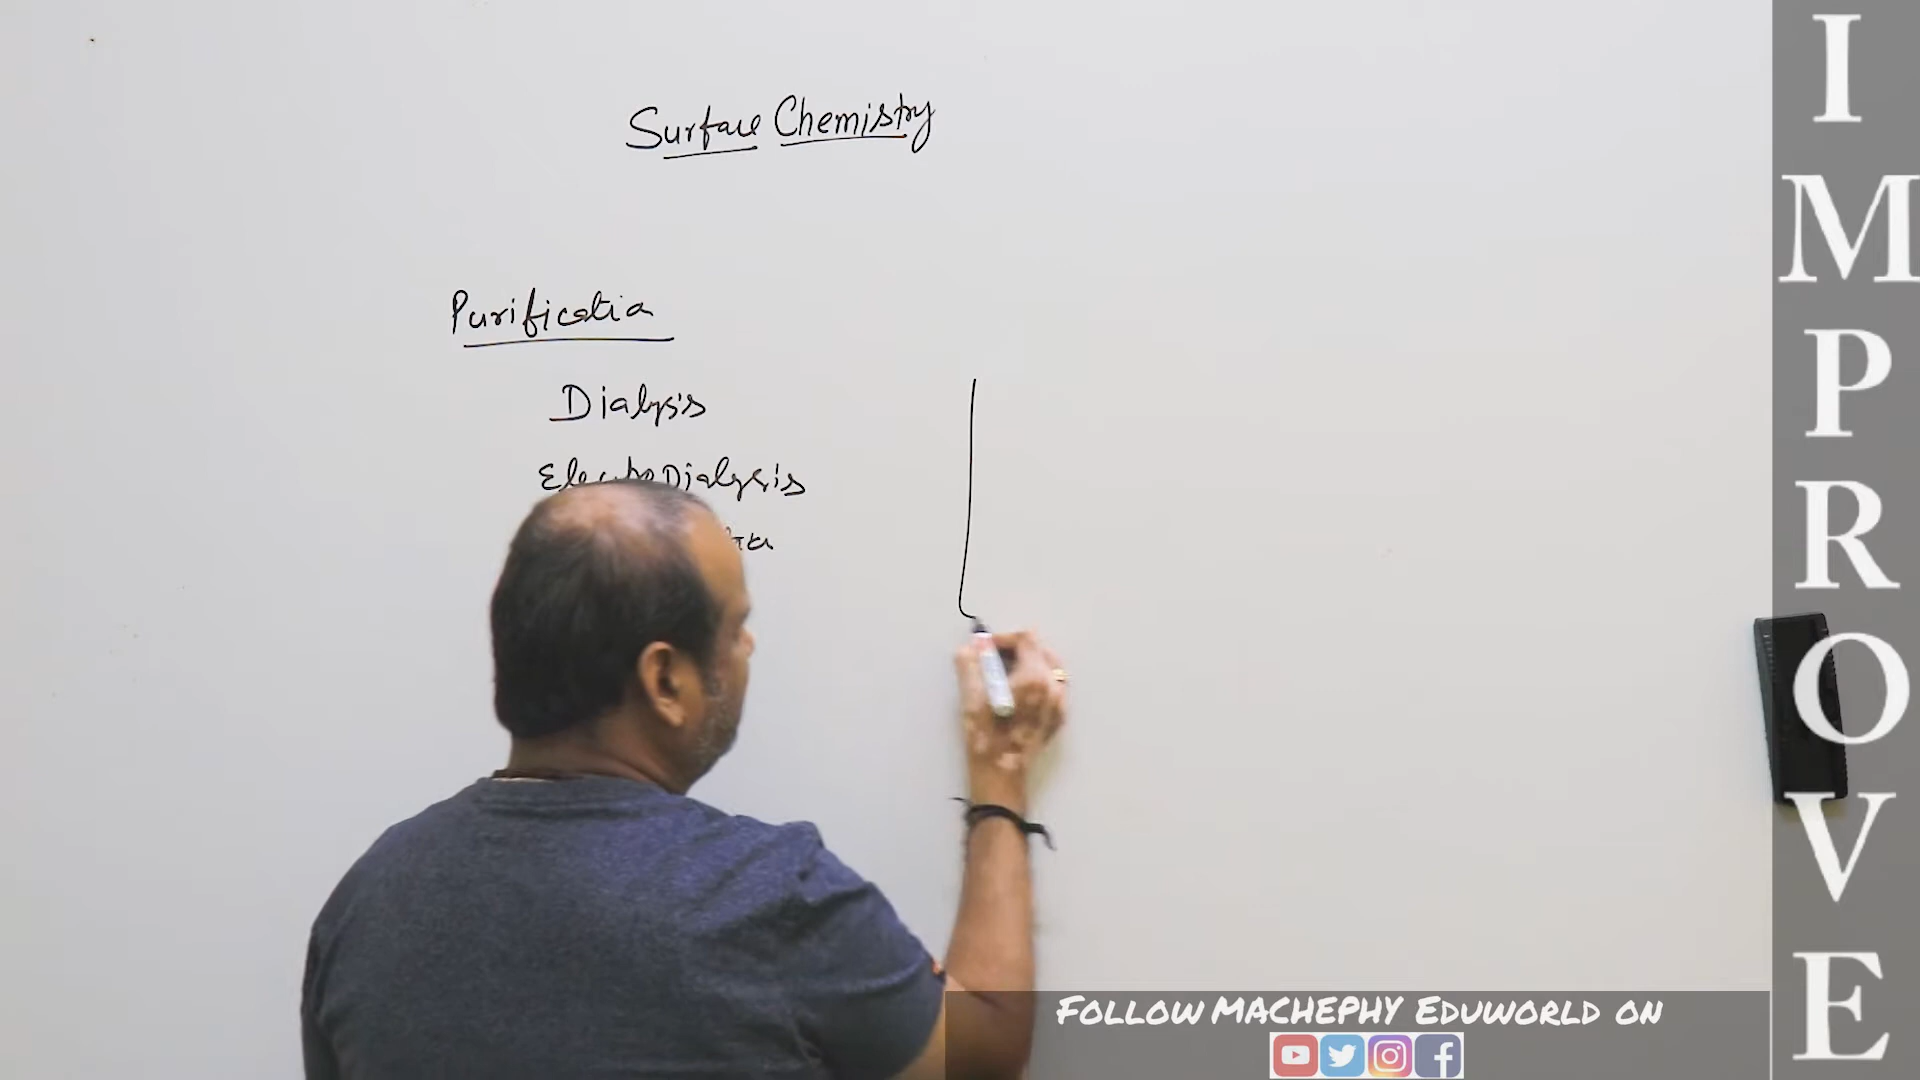 Surface Chemistry
Purification
Dialysis
ElectroDialysis
FOLLOW MACHEPHY EDUWORLD ON
IMPROVE